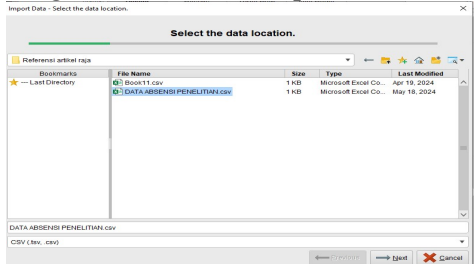 Import Data - Select the data location.
Select the data location.
Referensi artikel raja
Bookmarks
--- Last Directory
File Name Size Type Last Modified
Book11.csv 1 KB Microsoft Excel Co... Apr 19, 2024
DATA ABSENSI PENELITIAN.csv 1 KB Microsoft Excel Co... May 18, 2024
DATA ABSENSI PENELITIAN.csv
CSV (.tsv, .csv)
Previous Next Cancel